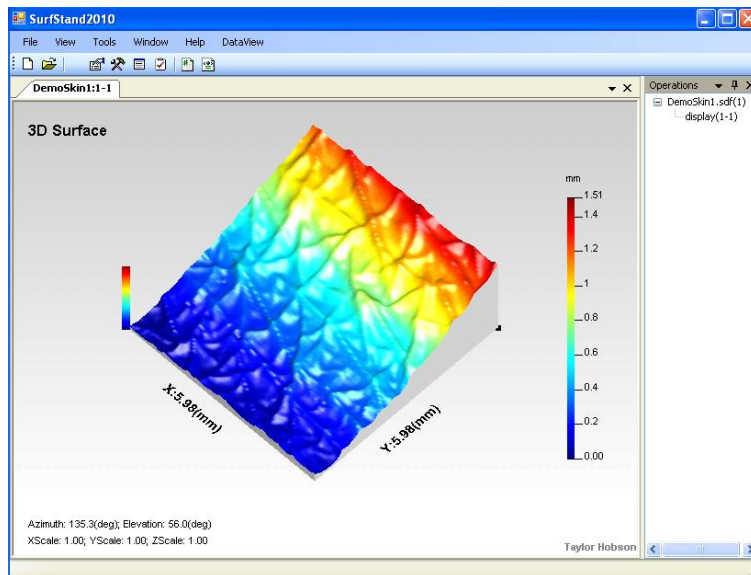 SurfStand2010
File View Tools Window Help DataView
DemoSkin1:1-1
Operations
DemoSkin1.sdf(1)
display(1-1)
3D Surface
mm
1.51
1.4
1.2
1
0.8
0.6
0.4
0.2
0.00
X:5.98(mm)
Y:5.98(mm)
Azimuth: 135.3(deg); Elevation: 56.0(deg)
XScale: 1.00; YScale: 1.00; ZScale: 1.00
Taylor Hobson